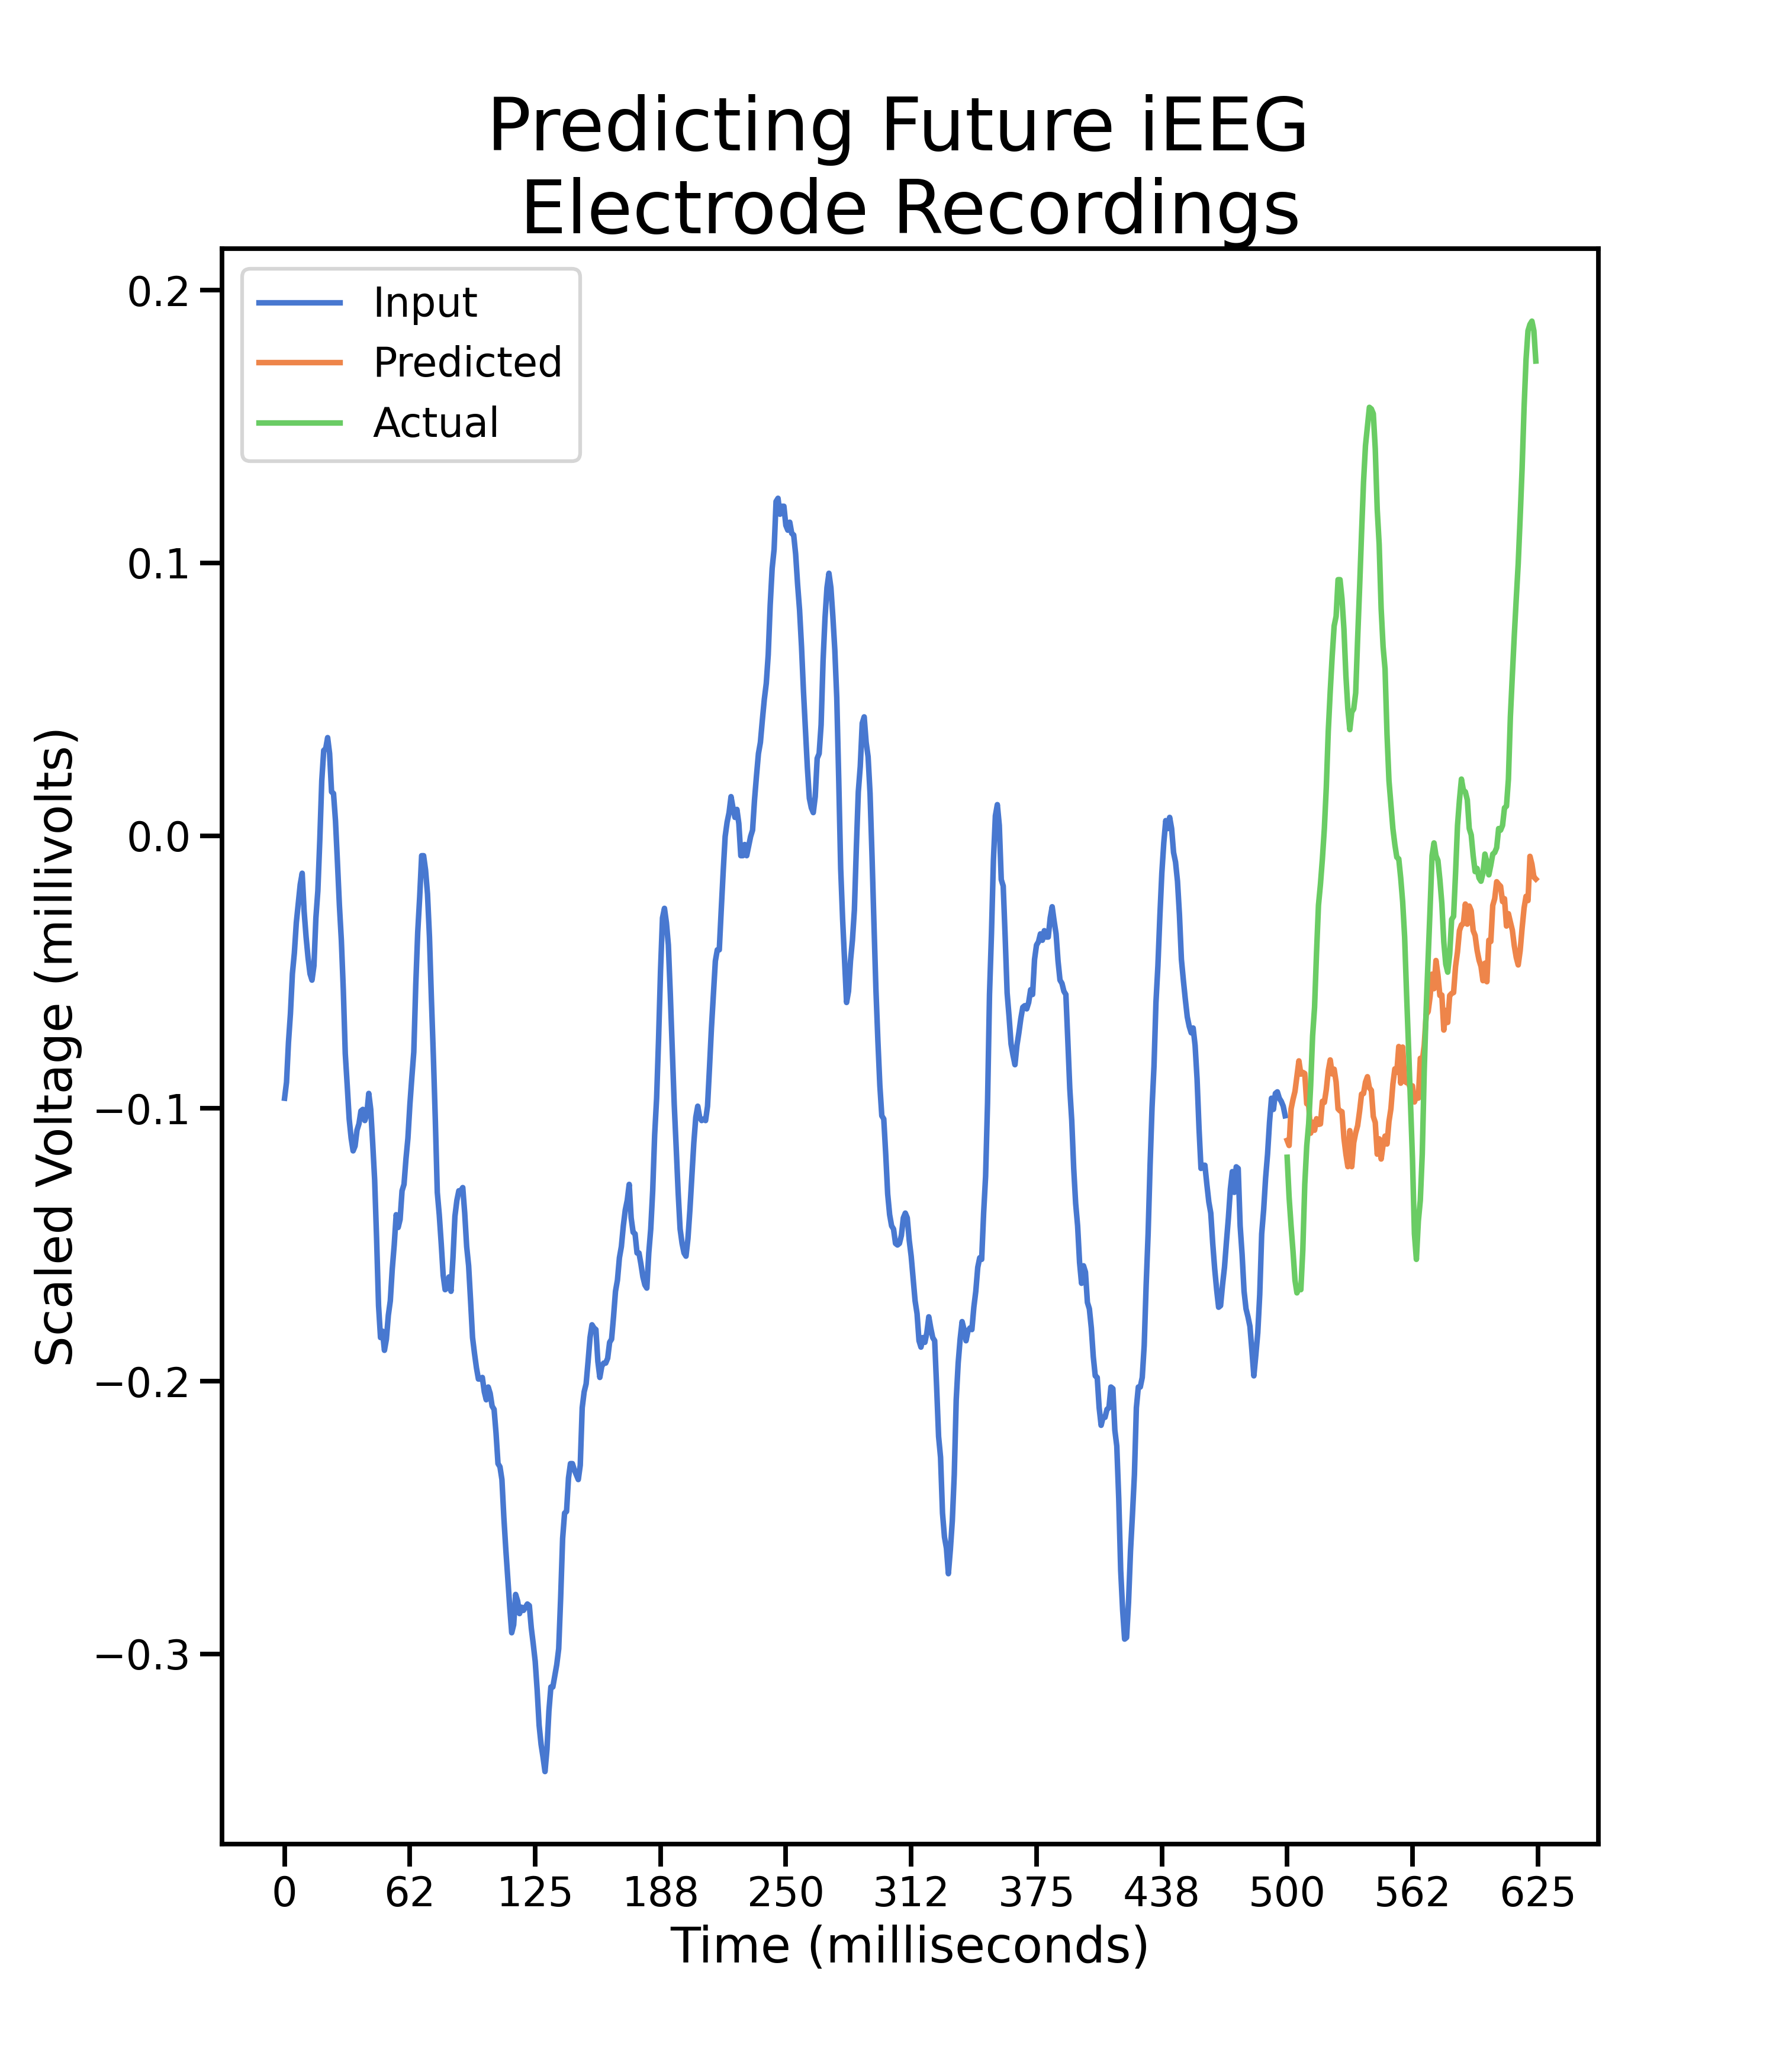 Predicting Future iEEG
Electrode Recordings
Input
Predicted
Actual
0.2
0.1
0.0
−0.1
−0.2
−0.3
Scaled Voltage (millivolts)
0 62 125 188 250 312 375 438 500 562 625
Time (milliseconds)